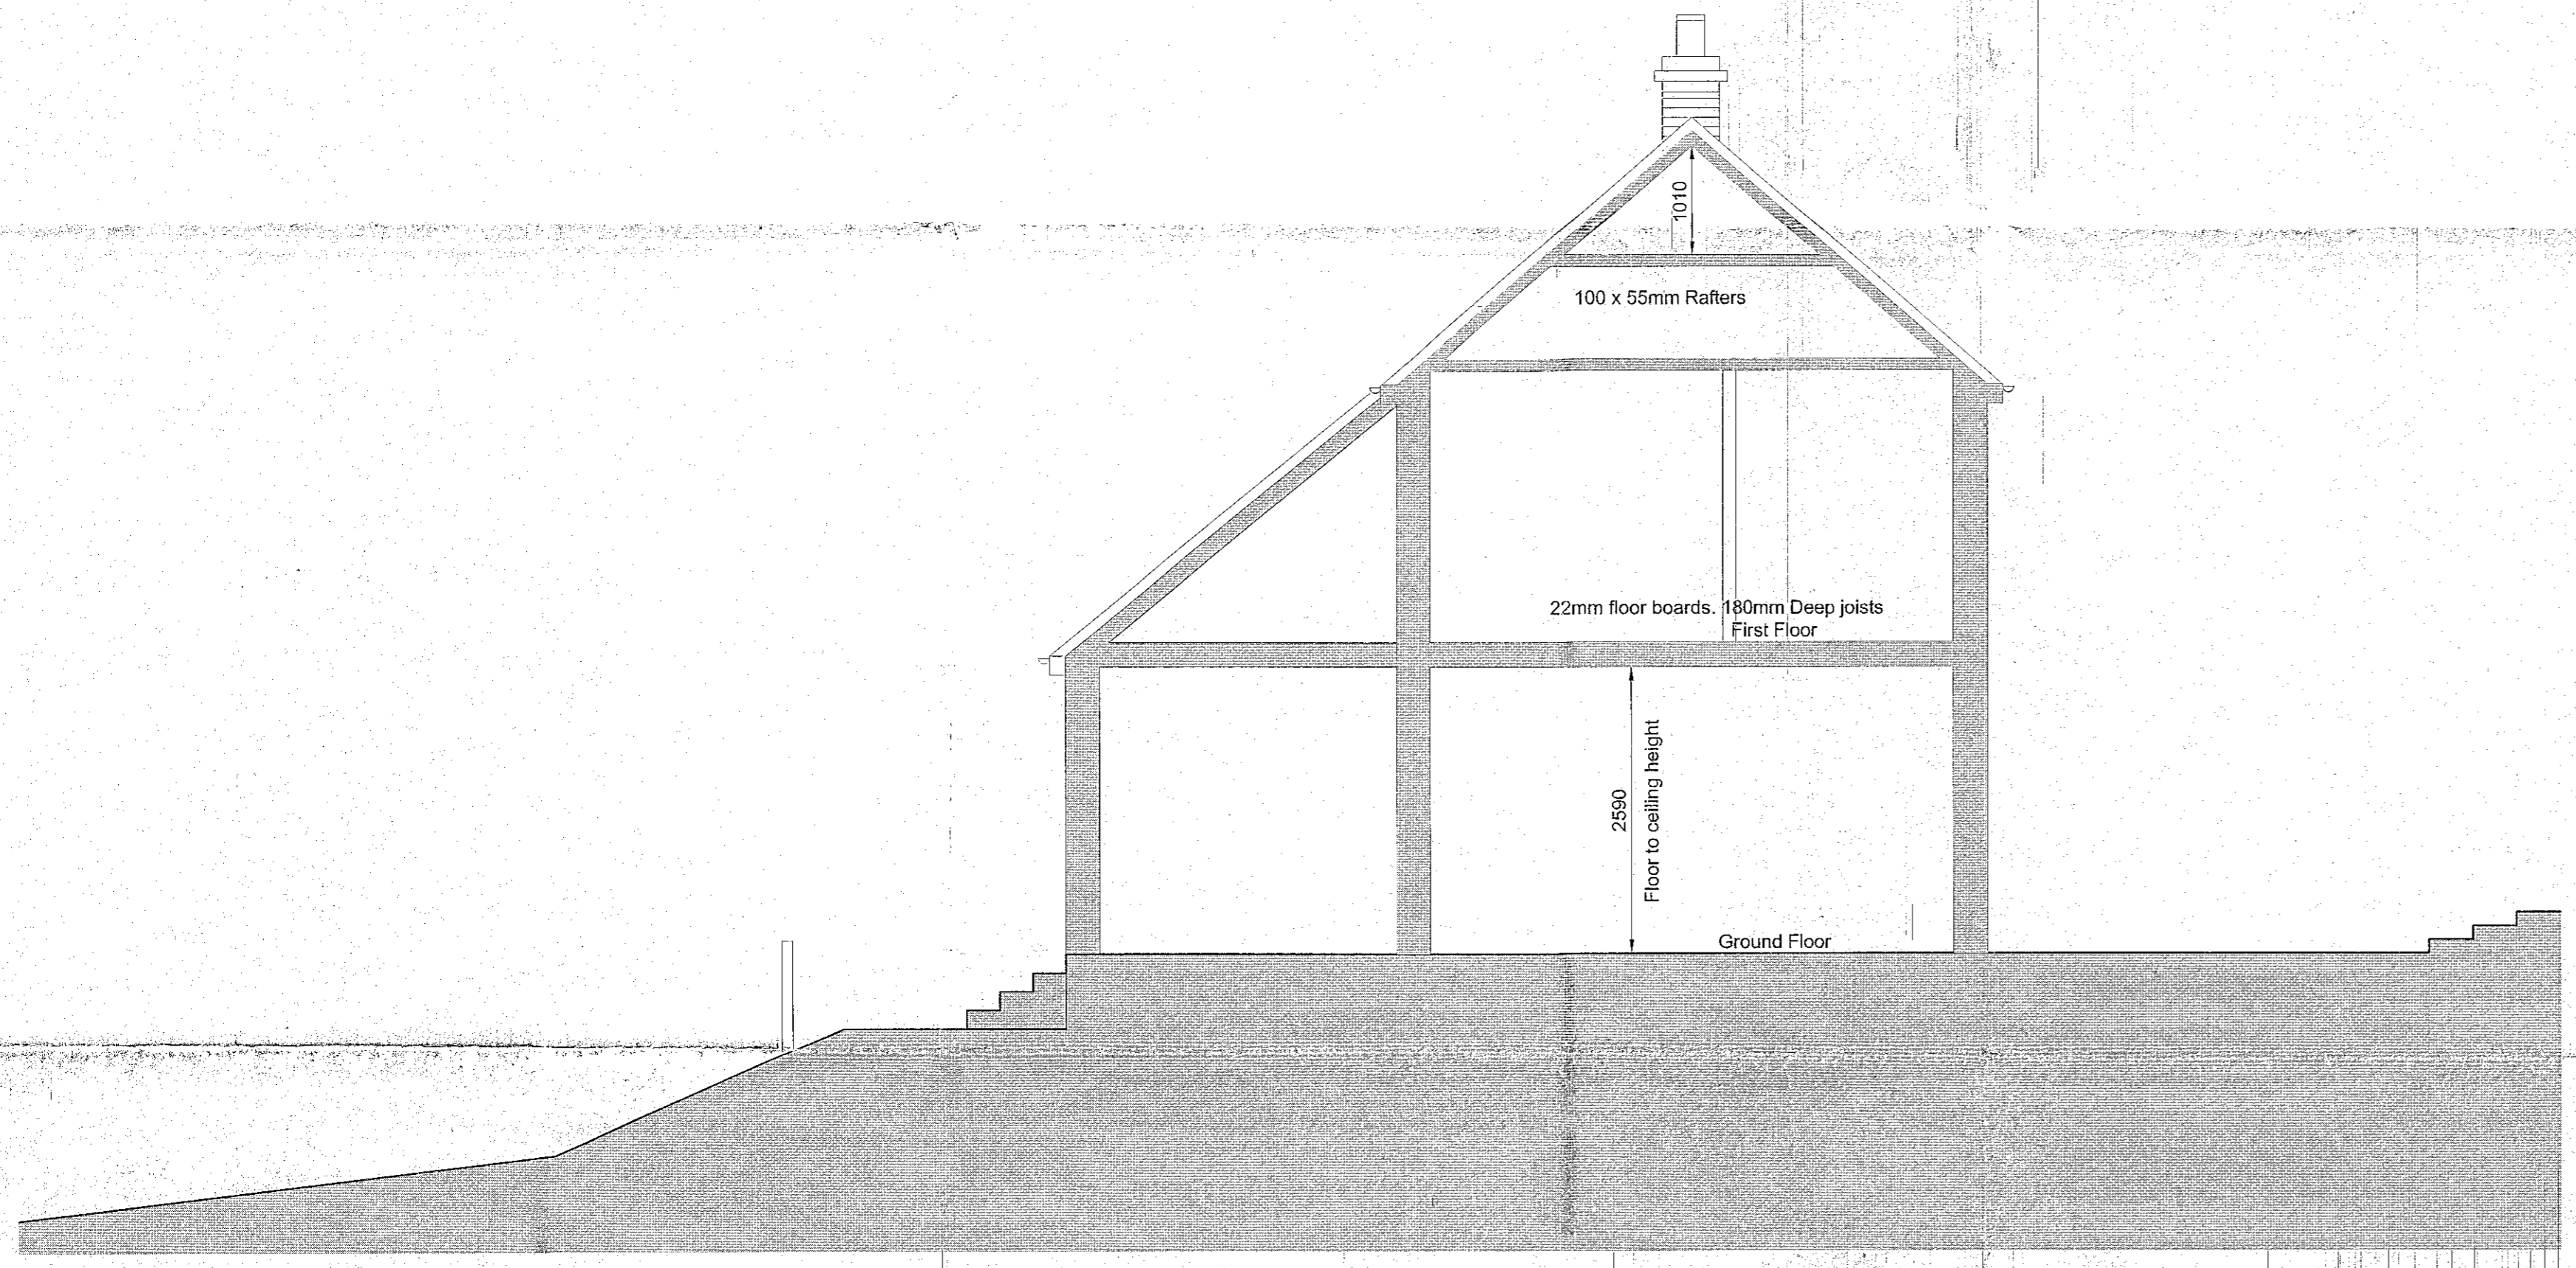 1010
100 x 55mm Rafters
22mm floor boards. 180mm Deep joists
First Floor
2590
Floor to ceiling height
Ground Floor